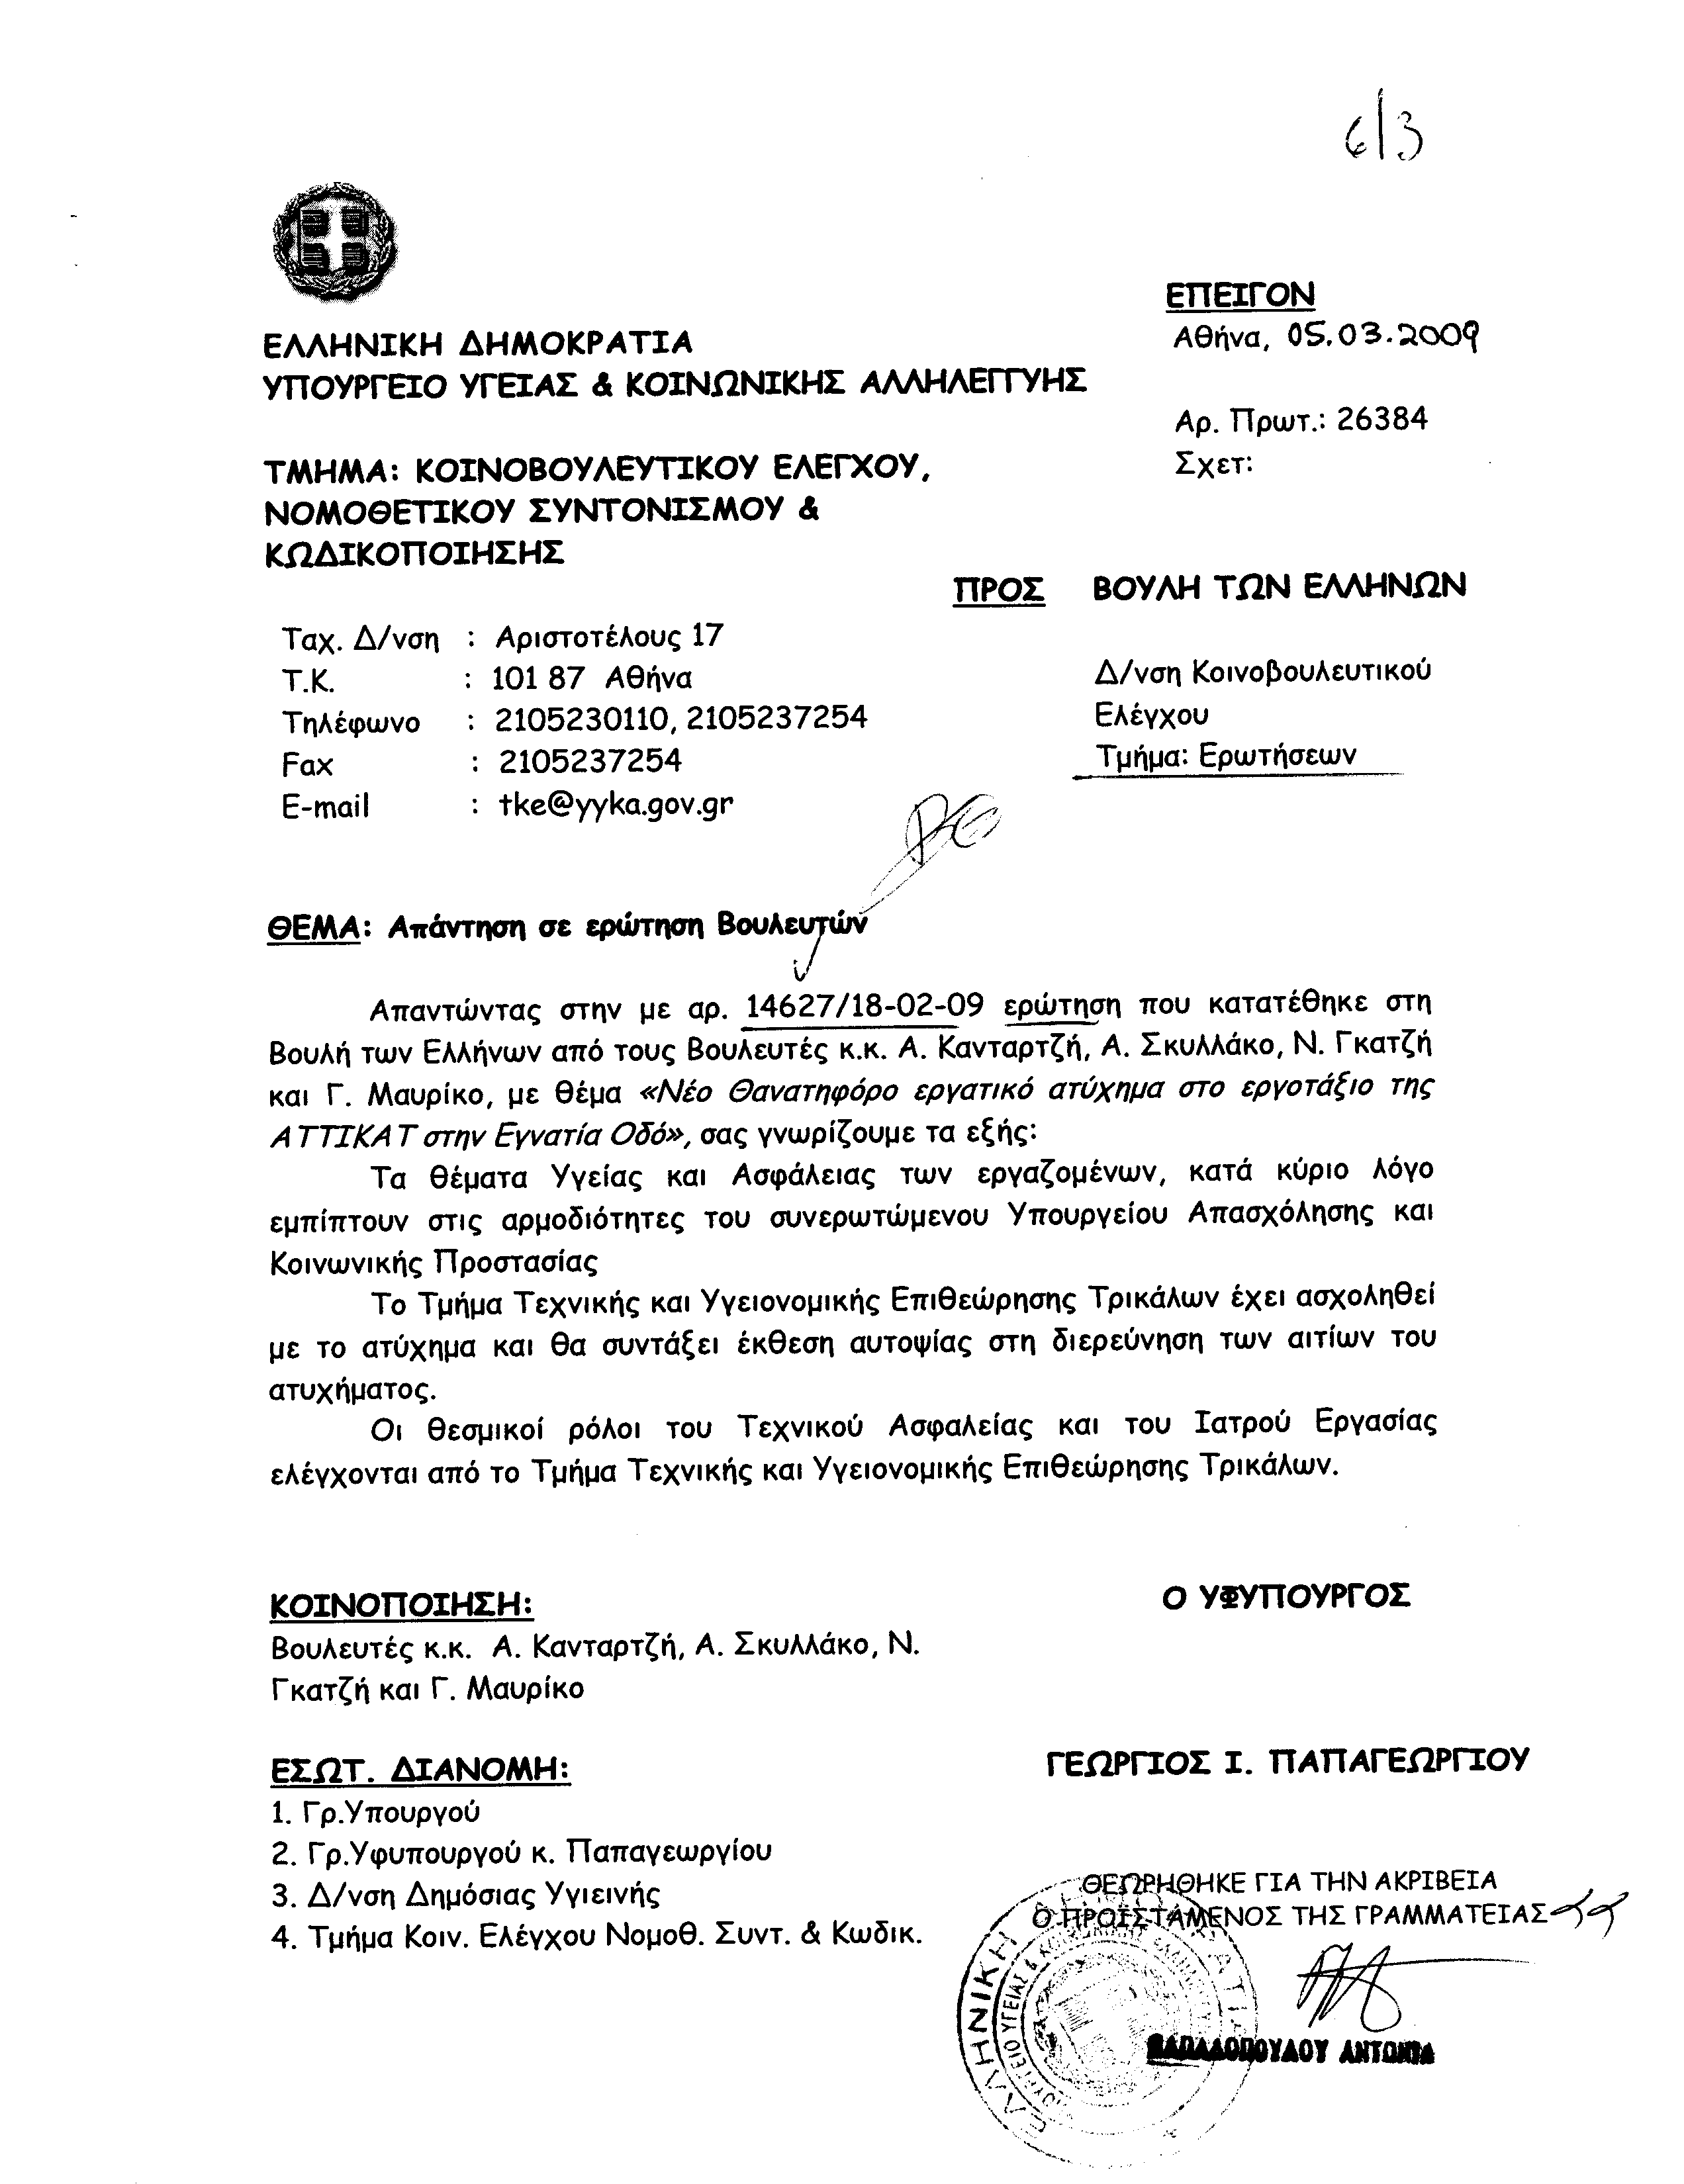 6/3
ΕΠΕΙΓΟΝ
Αθήνα, 05.03.2009
ΕΛΛΗΝΙΚΗ ΔΗΜΟΚΡΑΤΙΑ
ΥΠΟΥΡΓΕΙΟ ΥΓΕΙΑΣ & ΚΟΙΝΩΝΙΚΗΣ ΑΛΛΗΛΕΓΓΥΗΣ
Αρ. Πρωτ.: 26384
Σχετ:
ΤΜΗΜΑ: ΚΟΙΝΟΒΟΥΛΕΥΤΙΚΟΥ ΕΛΕΓΧΟΥ,
ΝΟΜΟΘΕΤΙΚΟΥ ΣΥΝΤΟΝΙΣΜΟΥ &
ΚΩΔΙΚΟΠΟΙΗΣΗΣ
ΠΡΟΣ ΒΟΥΛΗ ΤΩΝ ΕΛΛΗΝΩΝ
Ταχ. Δ/νση : Αριστοτέλους 17
Τ.Κ. : 101 87 Αθήνα
Τηλέφωνο : 2105230110, 2105237254
Fax : 2105237254
E-mail : tke@yyka.gov.gr
Δ/νση Κοινοβουλευτικού
Ελέγχου
Τμήμα: Ερωτήσεων
ΘΕΜΑ: Απάντηση σε ερώτηση Βουλευτών
Απαντώντας στην με αρ. 14627/18-02-09 ερώτηση που κατατέθηκε στη
Βουλή των Ελλήνων από τους Βουλευτές κ.κ. Α. Κανταρτζή, Α. Σκυλλάκο, Ν. Γκατζή
και Γ. Μαυρίκο, με θέμα «Νέο Θανατηφόρο εργατικό ατύχημα στο εργοτάξιο της
ΑΤΤΙΚΑΤ στην Εγνατία Οδό», σας γνωρίζουμε τα εξής:
Τα θέματα Υγείας και Ασφάλειας των εργαζομένων, κατά κύριο λόγο
εμπίπτουν στις αρμοδιότητες του συνερωτώμενου Υπουργείου Απασχόλησης και
Κοινωνικής Προστασίας
Το Τμήμα Τεχνικής και Υγειονομικής Επιθεώρησης Τρικάλων έχει ασχοληθεί
με το ατύχημα και θα συντάξει έκθεση αυτοψίας στη διερεύνηση των αιτίων του
ατυχήματος.
Οι θεσμικοί ρόλοι του Τεχνικού Ασφαλείας και του Ιατρού Εργασίας
ελέγχονται από το Τμήμα Τεχνικής και Υγειονομικής Επιθεώρησης Τρικάλων.
ΚΟΙΝΟΠΟΙΗΣΗ:
Βουλευτές κ.κ. Α. Κανταρτζή, Α. Σκυλλάκο, Ν.
Γκατζή και Γ. Μαυρίκο
Ο ΥΦΥΠΟΥΡΓΟΣ
ΓΕΩΡΓΙΟΣ Ι. ΠΑΠΑΓΕΩΡΓΙΟΥ
ΕΣΩΤ. ΔΙΑΝΟΜΗ:
1. Γρ.Υπουργού
2. Γρ.Υφυπουργού κ. Παπαγεωργίου
3. Δ/νση Δημόσιας Υγιεινής
4. Τμήμα Κοιν. Ελέγχου Νομοθ. Συντ. & Κωδικ.
ΘΕΩΡΗΘΗΚΕ ΓΙΑ ΤΗΝ ΑΚΡΙΒΕΙΑ
Ο ΠΡΟΪΣΤΑΜΕΝΟΣ ΤΗΣ ΓΡΑΜΜΑΤΕΙΑΣ
ΠΑΠΑΔΟΠΟΥΛΟΥ ΑΝΤΩΝΙΑ